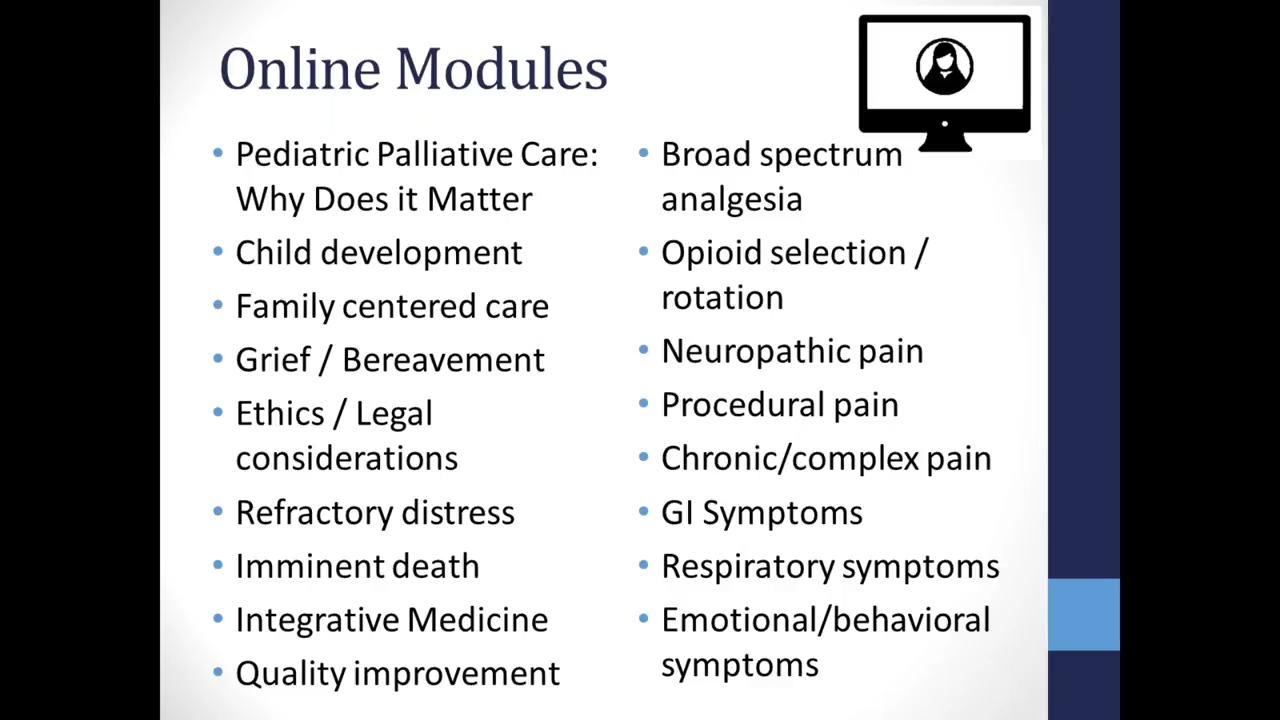 Online Modules
• Pediatric Palliative Care:
Why Does it Matter
• Child development
• Family centered care
• Grief / Bereavement
• Ethics / Legal
considerations
• Refractory distress
• Imminent death
• Integrative Medicine
• Quality improvement
• Broad spectrum
analgesia
• Opioid selection /
rotation
• Neuropathic pain
• Procedural pain
• Chronic/complex pain
• GI Symptoms
• Respiratory symptoms
• Emotional/behavioral
symptoms